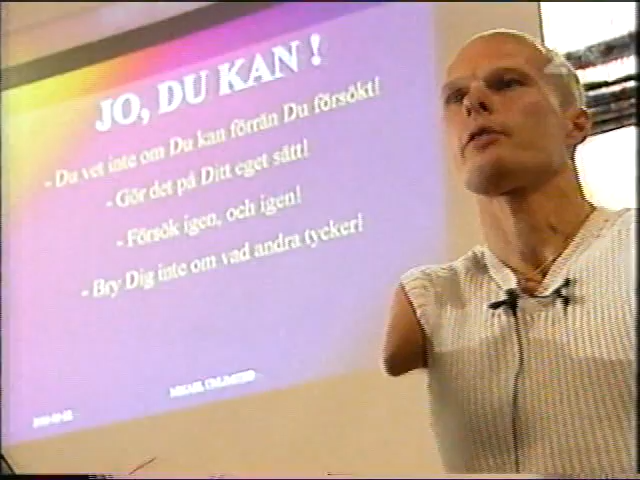 JO, DU KAN !
- Du vet inte om Du kan förrän Du försökt!
- Gör det på Ditt eget sätt!
- Försök igen, och igen!
- Bry Dig inte om vad andra tycker!